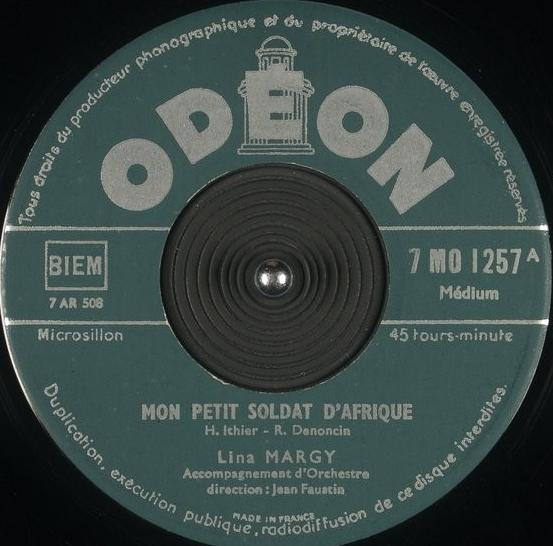 Tous droits du producteur phonographique et du propriétaire de l'œuvre enregistrée réservés
ODÉON
BIEM
7 AR 508
7 MO 1257 A
Médium
Microsillon
45 tours-minute
MON PETIT SOLDAT D'AFRIQUE
H. Ithier - R. Denoncin
Lina MARGY
Accompagnement d'Orchestre
direction : Jean Faustin
MADE IN FRANCE
Duplication, exécution publique, radiodiffusion de ce disque interdites.